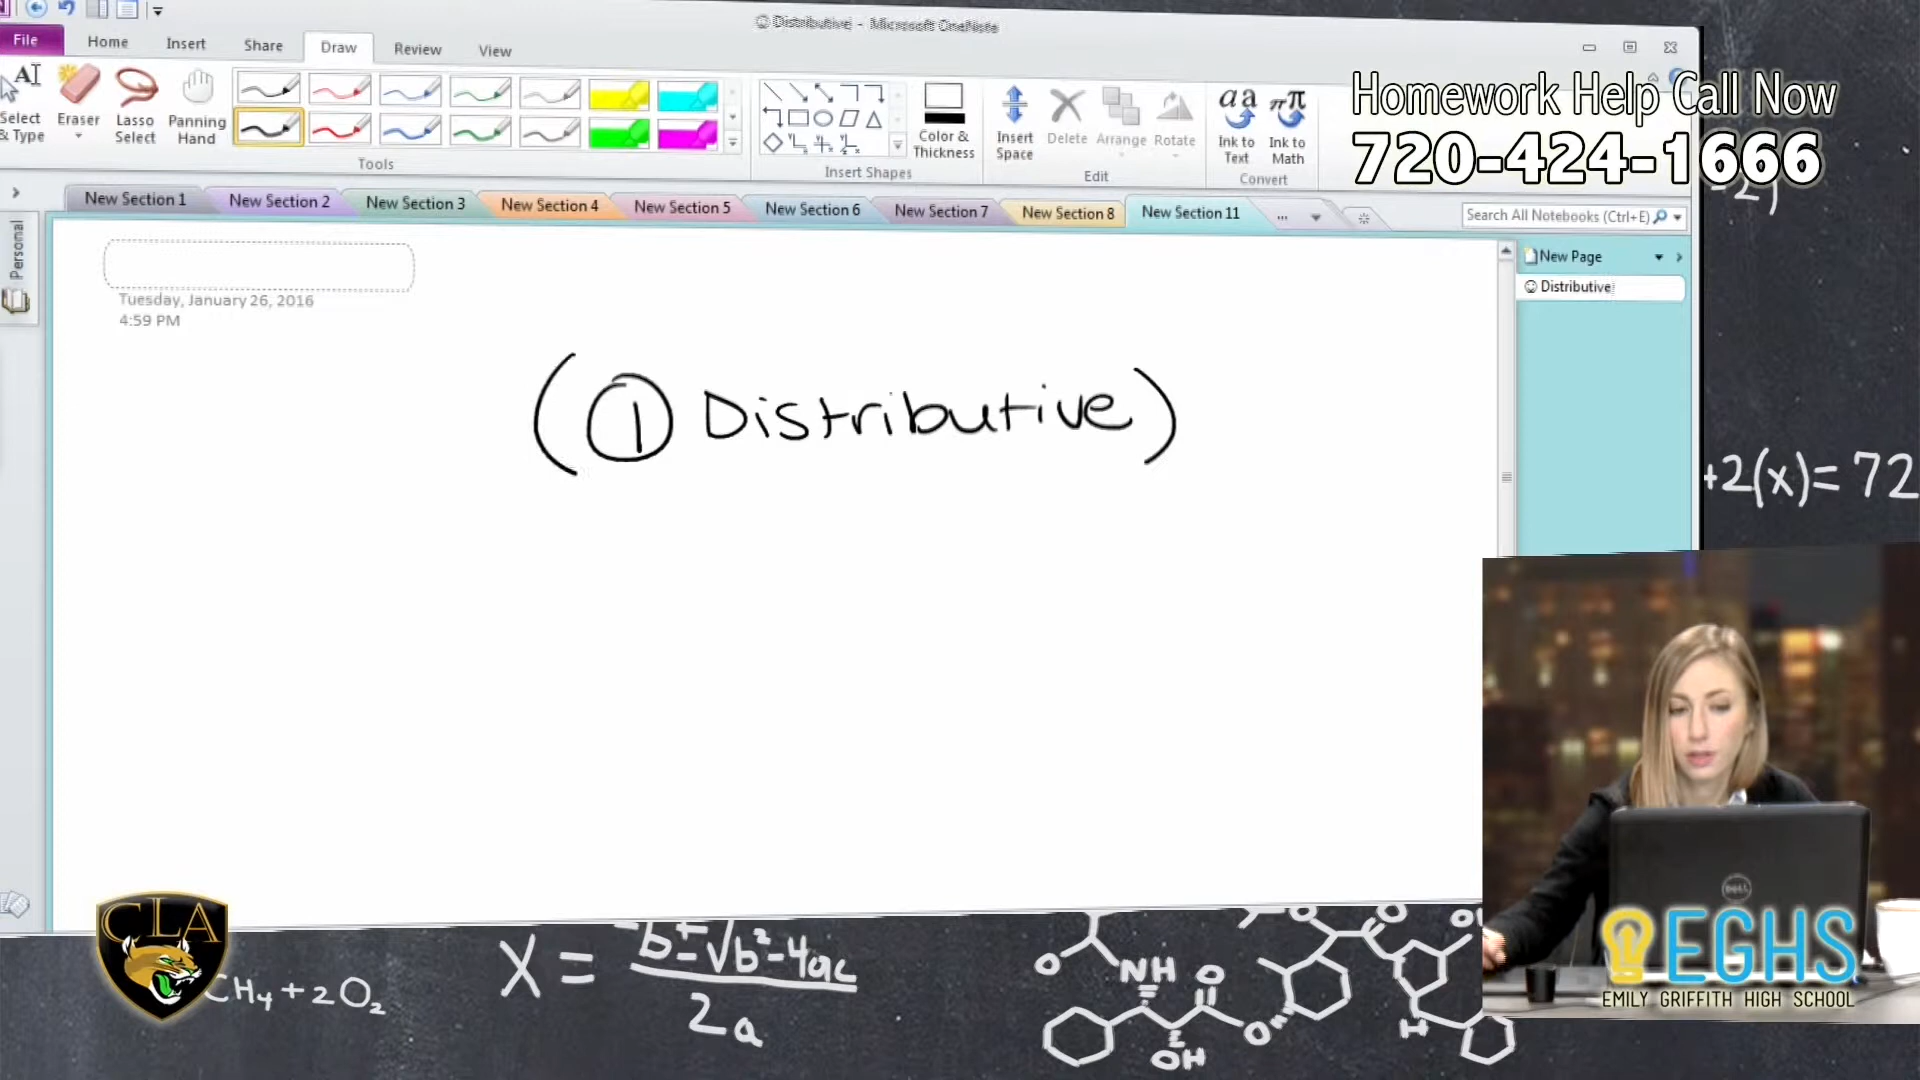 Distributive - Microsoft OneNote
File Home Insert Share Draw Review View
Homework Help Call Now
720-424-1666
Select & Type
Eraser
Lasso Select
Panning Hand
Color & Thickness
Insert Space
Delete
Arrange
Rotate
Ink to Text
Ink to Math
Tools
Insert Shapes
Edit
Convert
New Section 1 New Section 2 New Section 3 New Section 4 New Section 5 New Section 6 New Section 7 New Section 8 New Section 11 ...
Search All Notebooks (Ctrl+E)
Personal
New Page
Distributive
Tuesday, January 26, 2016
4:59 PM
(① Distributive)
+2(x)= 72
CLA
CH₄ + 2O₂
X = -b±√b²-4ac
2a
O NH O O H OH
DELL
EGHS
EMILY GRIFFITH HIGH SCHOOL